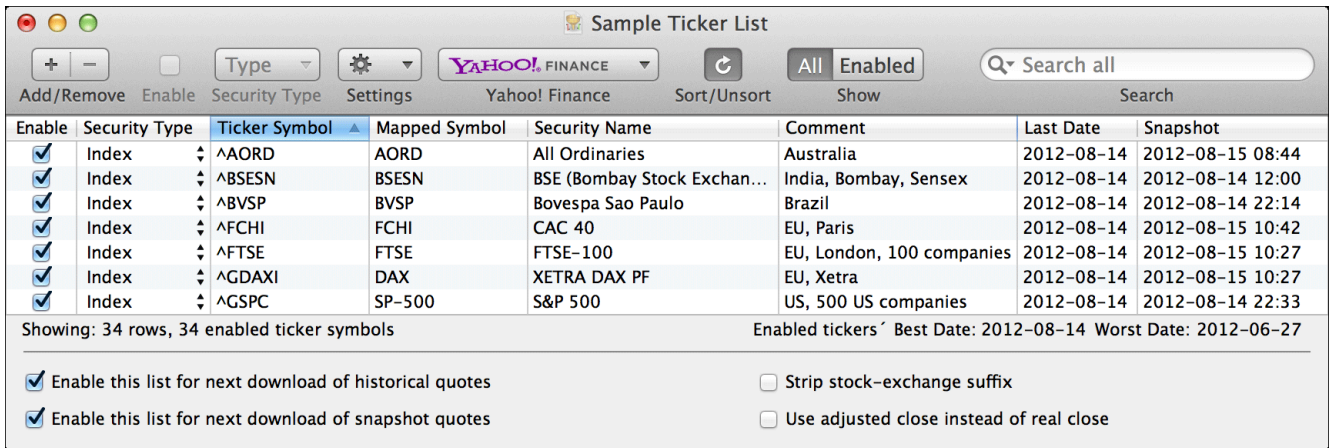 Sample Ticker List
+ − Type YAHOO! FINANCE All Enabled Search all
Add/Remove Enable Security Type Settings Yahoo! Finance Sort/Unsort Show Search
Enable Security Type Ticker Symbol Mapped Symbol Security Name Comment Last Date Snapshot
Index ^AORD AORD All Ordinaries Australia 2012-08-14 2012-08-15 08:44
Index ^BSESN BSESN BSE (Bombay Stock Exchan... India, Bombay, Sensex 2012-08-14 2012-08-14 12:00
Index ^BVSP BVSP Bovespa Sao Paulo Brazil 2012-08-14 2012-08-14 22:14
Index ^FCHI FCHI CAC 40 EU, Paris 2012-08-14 2012-08-15 10:42
Index ^FTSE FTSE FTSE-100 EU, London, 100 companies 2012-08-14 2012-08-15 10:27
Index ^GDAXI DAX XETRA DAX PF EU, Xetra 2012-08-14 2012-08-15 10:27
Index ^GSPC SP-500 S&P 500 US, 500 US companies 2012-08-14 2012-08-14 22:33
Showing: 34 rows, 34 enabled ticker symbols Enabled tickers´ Best Date: 2012-08-14 Worst Date: 2012-06-27
Enable this list for next download of historical quotes Strip stock-exchange suffix
Enable this list for next download of snapshot quotes Use adjusted close instead of real close